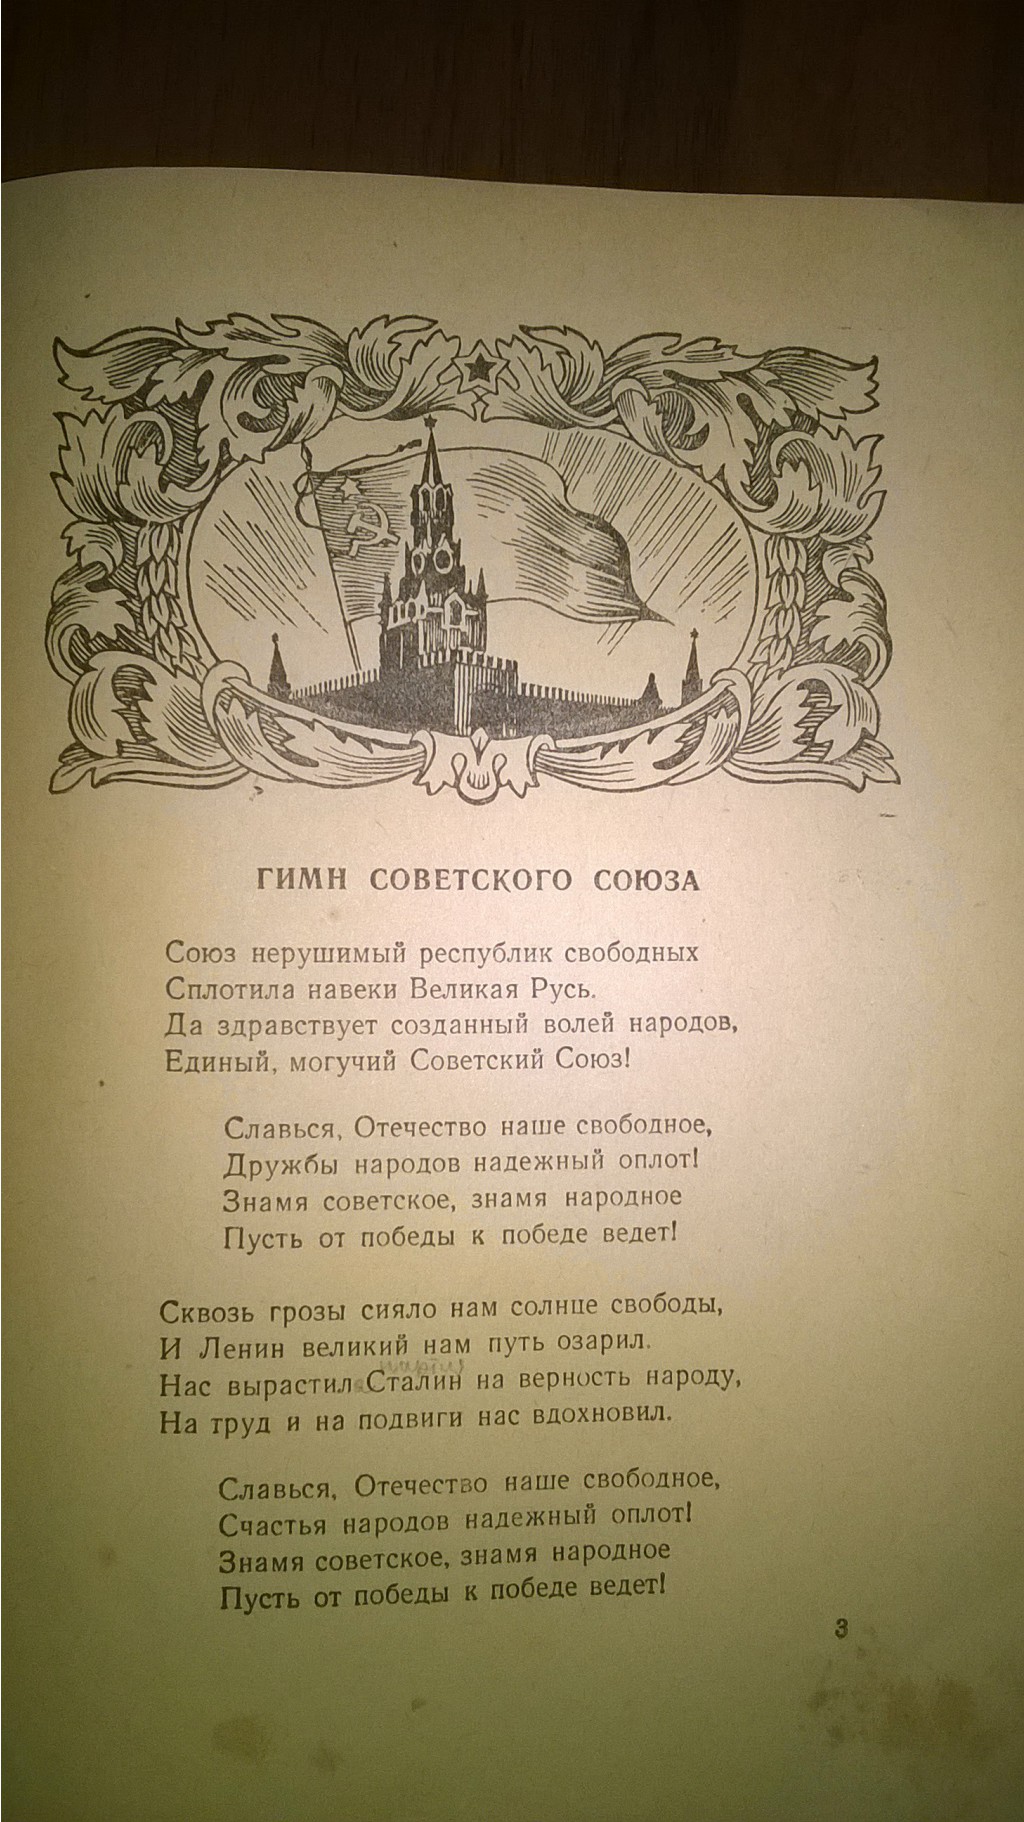 ГИМН СОВЕТСКОГО СОЮЗА
Союз нерушимый республик свободных
Сплотила навеки Великая Русь.
Да здравствует созданный волей народов,
Единый, могучий Советский Союз!
Славься, Отечество наше свободное,
Дружбы народов надежный оплот!
Знамя советское, знамя народное
Пусть от победы к победе ведет!
Сквозь грозы сияло нам солнце свободы,
И Ленин великий нам путь озарил.
партия
Нас вырастил Сталин на верность народу,
На труд и на подвиги нас вдохновил.
Славься, Отечество наше свободное,
Счастья народов надежный оплот!
Знамя советское, знамя народное
Пусть от победы к победе ведет!
3